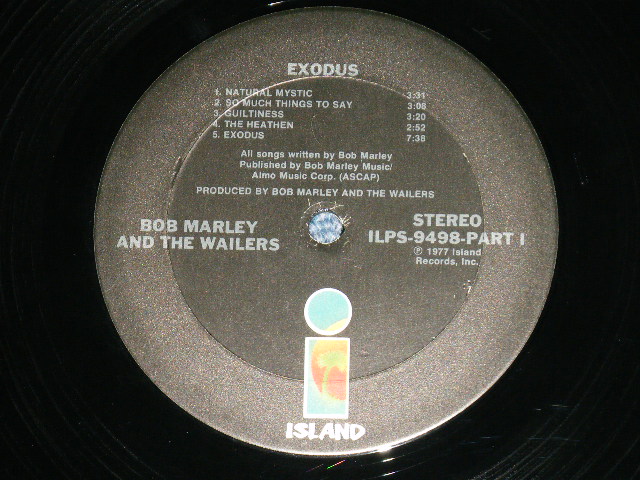 EXODUS
1. NATURAL MYSTIC 3:31
2. SO MUCH THINGS TO SAY 3:08
3. GUILTINESS 3:20
4. THE HEATHEN 2:52
5. EXODUS 7:38
All songs written by Bob Marley
Published by Bob Marley Music/
Almo Music Corp. (ASCAP)
PRODUCED BY BOB MARLEY AND THE WAILERS
BOB MARLEY
AND THE WAILERS
STEREO
ILPS-9498-PART I
℗ 1977 Island
Records, Inc.
ISLAND